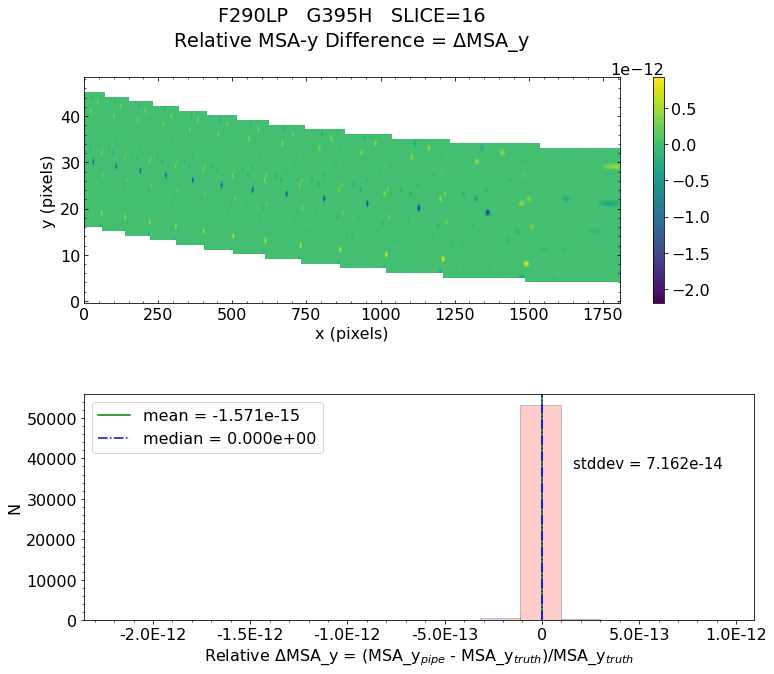 F290LP   G395H   SLICE=16
Relative MSA-y Difference = ΔMSA_y
1e−12
40
30
20
10
0
y (pixels)
0 250 500 750 1000 1250 1500 1750
x (pixels)
0.5
0.0
−0.5
−1.0
−1.5
−2.0
mean = -1.571e-15
median = 0.000e+00
stddev = 7.162e-14
50000
40000
30000
20000
10000
0
N
-2.0E-12 -1.5E-12 -1.0E-12 -5.0E-13 0 5.0E-13 1.0E-12
Relative ΔMSA_y = (MSA_y_pipe - MSA_y_truth)/MSA_y_truth